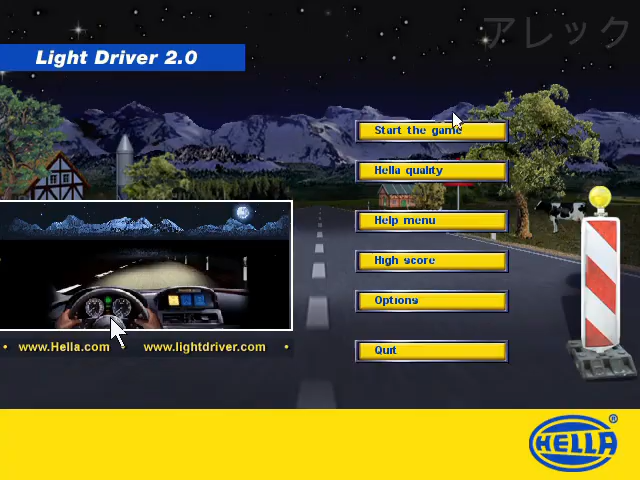 アレック
Light Driver 2.0
Start the game
Hella quality
Help menu
High score
Options
Quit
• www.Hella.com • www.lightdriver.com •
HELLA®